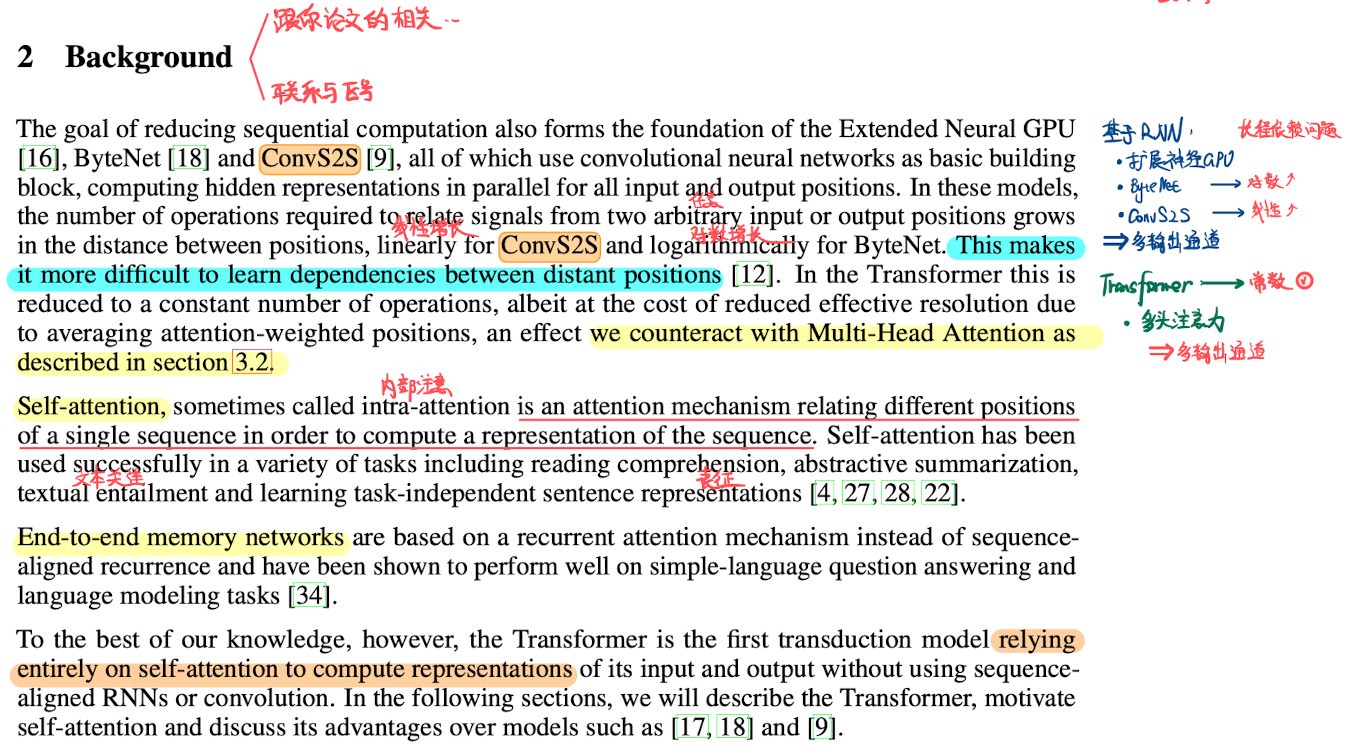 跟你论文的相关…
2 Background
联系与区号
The goal of reducing sequential computation also forms the foundation of the Extended Neural GPU
[16], ByteNet [18] and ConvS2S [9], all of which use convolutional neural networks as basic building
block, computing hidden representations in parallel for all input and output positions. In these models,
任意
the number of operations required to relate signals from two arbitrary input or output positions grows
线性增长
对数增长
in the distance between positions, linearly for ConvS2S and logarithmically for ByteNet. This makes
it more difficult to learn dependencies between distant positions [12]. In the Transformer this is
reduced to a constant number of operations, albeit at the cost of reduced effective resolution due
to averaging attention-weighted positions, an effect we counteract with Multi-Head Attention as
described in section 3.2.
内部注意
Self-attention, sometimes called intra-attention is an attention mechanism relating different positions
of a single sequence in order to compute a representation of the sequence. Self-attention has been
used successfully in a variety of tasks including reading comprehension, abstractive summarization,
文本关连
表征
textual entailment and learning task-independent sentence representations [4, 27, 28, 22].
End-to-end memory networks are based on a recurrent attention mechanism instead of sequence-
aligned recurrence and have been shown to perform well on simple-language question answering and
language modeling tasks [34].
To the best of our knowledge, however, the Transformer is the first transduction model relying
entirely on self-attention to compute representations of its input and output without using sequence-
aligned RNNs or convolution. In the following sections, we will describe the Transformer, motivate
self-attention and discuss its advantages over models such as [17, 18] and [9].
基于RNN, 长程依赖问题
• 扩展神经GPU
• ByteNet → 对数↑
• ConvS2S → 线性↑
⇒ 多输出通道
Transformer → 常数
• 多头注意力
⇒ 多输出通道